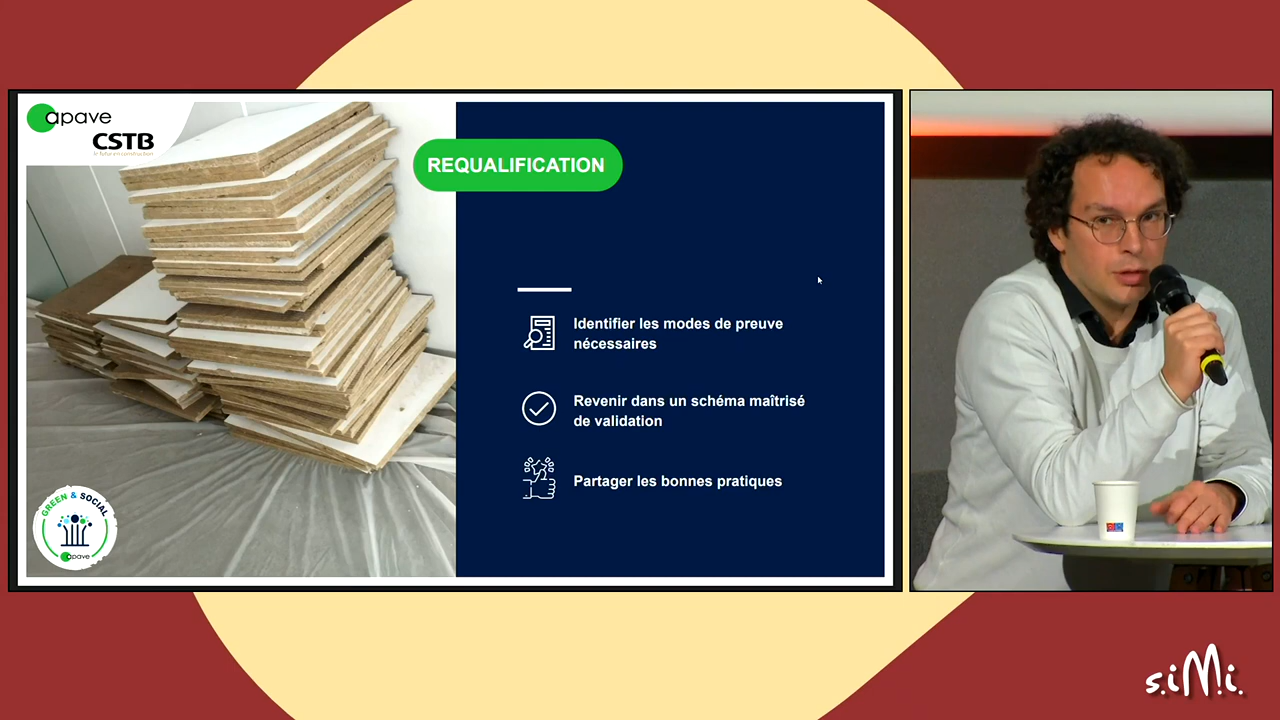 apave
CSTB
le futur en construction
REQUALIFICATION
Identifier les modes de preuve
nécessaires
Revenir dans un schéma maîtrisé
de validation
Partager les bonnes pratiques
GREEN & SOCIAL
apave
s.iMi.